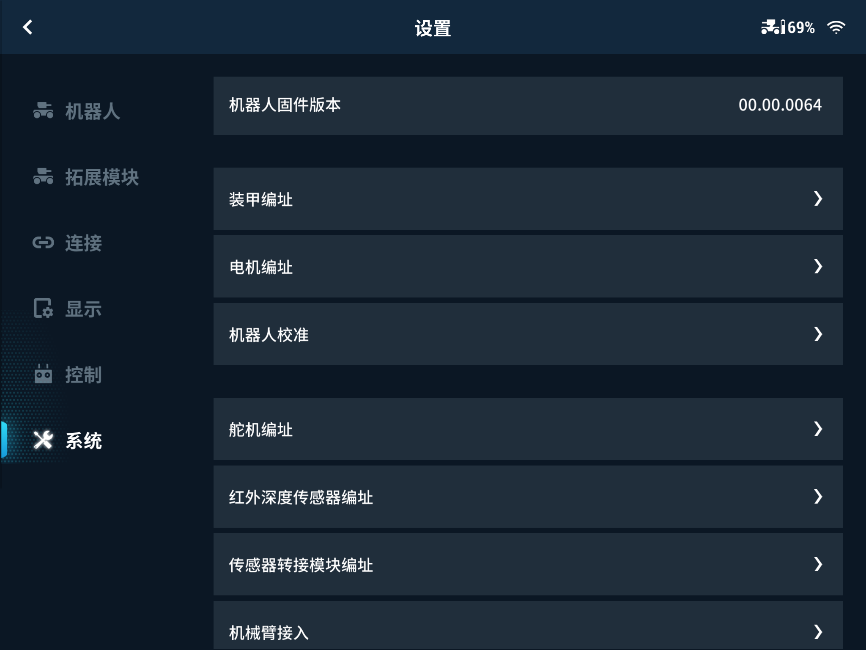 设置
69%
机器人
拓展模块
连接
显示
控制
系统
机器人固件版本 00.00.0064
装甲编址
电机编址
机器人校准
舵机编址
红外深度传感器编址
传感器转接模块编址
机械臂接入